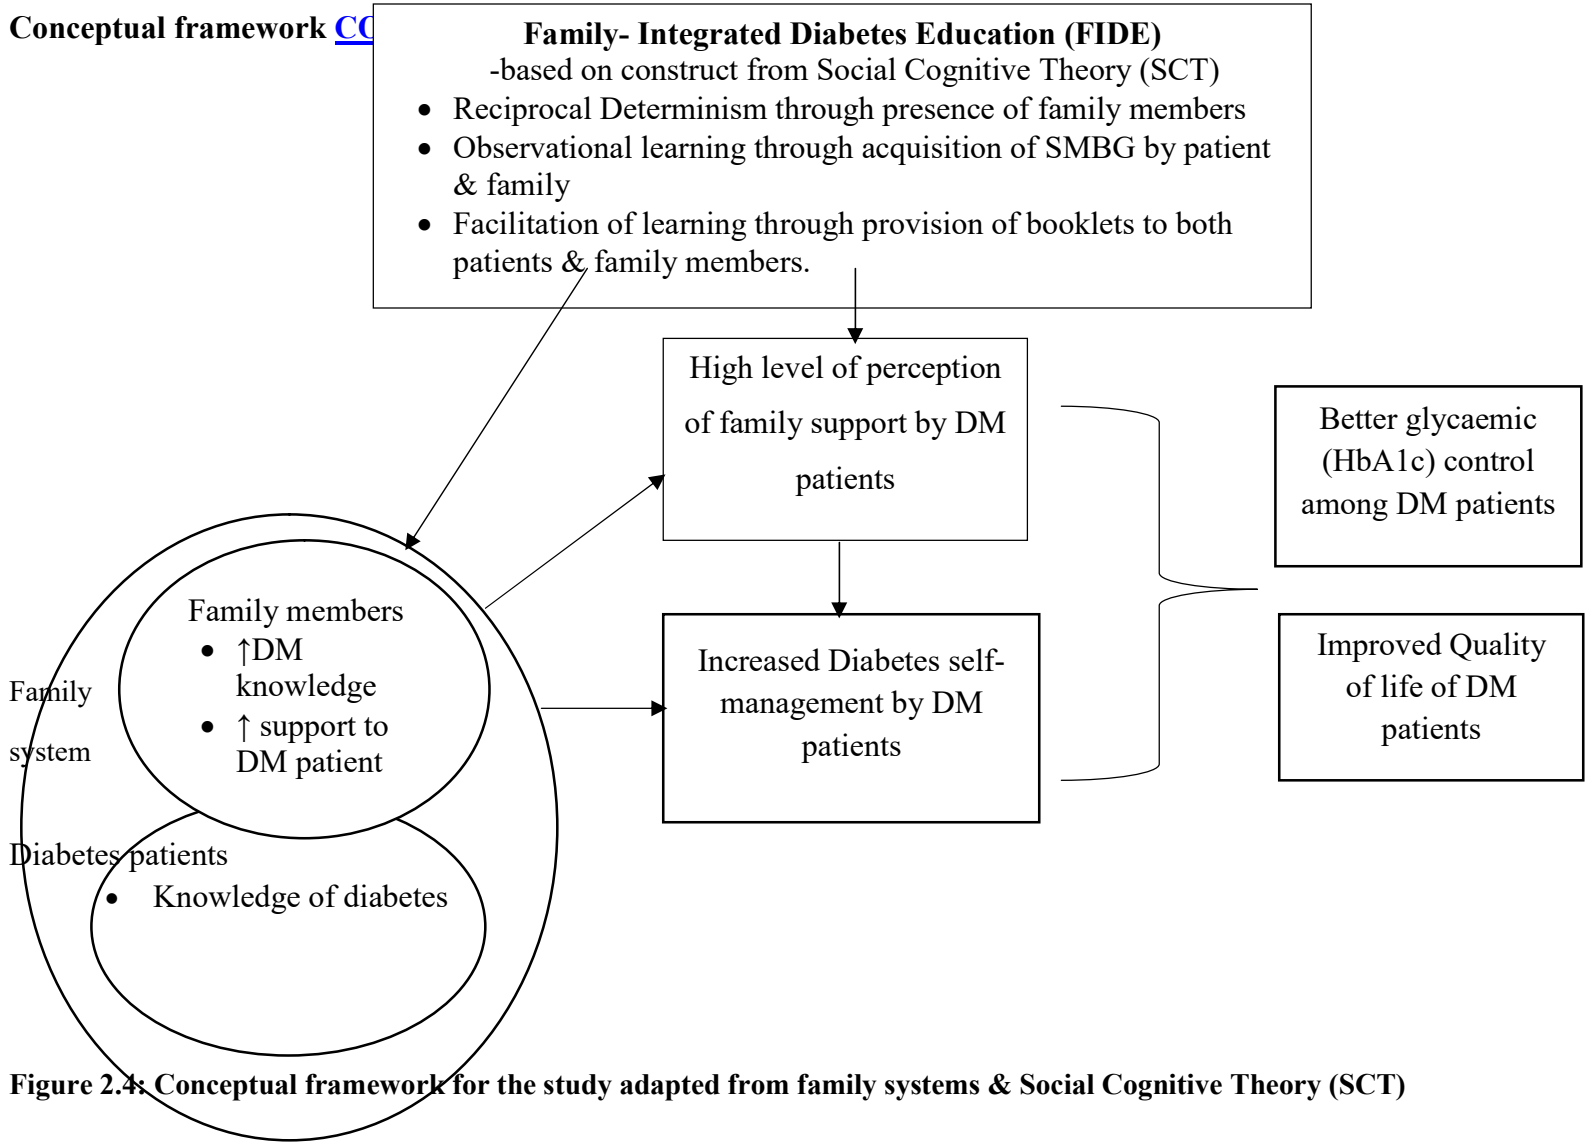 Conceptual framework CO
Family- Integrated Diabetes Education (FIDE)
-based on construct from Social Cognitive Theory (SCT)
• Reciprocal Determinism through presence of family members
• Observational learning through acquisition of SMBG by patient
& family
• Facilitation of learning through provision of booklets to both
patients & family members.
High level of perception
of family support by DM
patients
Better glycaemic
(HbA1c) control
among DM patients
Family members
• ↑DM
knowledge
• ↑ support to
DM patient
Family
system
Increased Diabetes self-
management by DM
patients
Improved Quality
of life of DM
patients
Diabetes patients
• Knowledge of diabetes
Figure 2.4: Conceptual framework for the study adapted from family systems & Social Cognitive Theory (SCT)